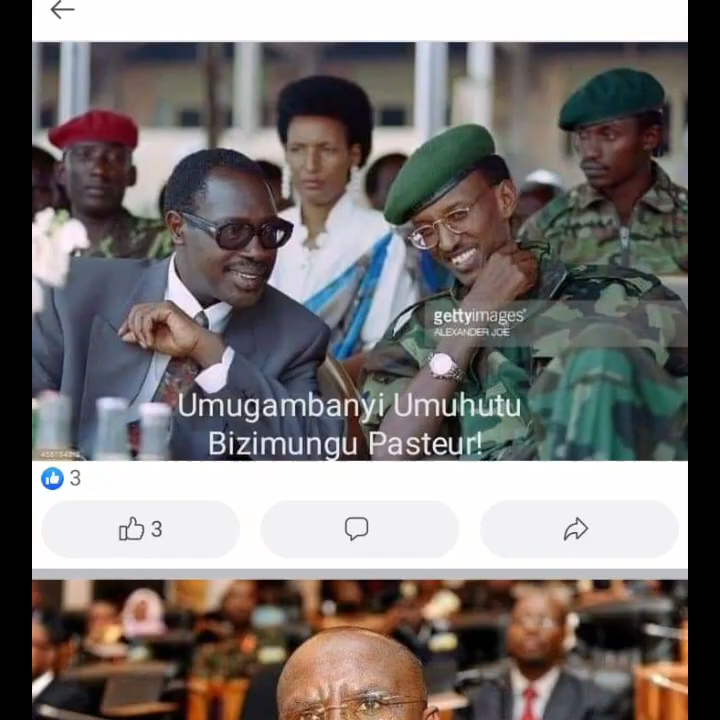 gettyimages®
ALEXANDER JOE
Umugambanyi Umuhutu
Bizimungu Pasteur!
3
3